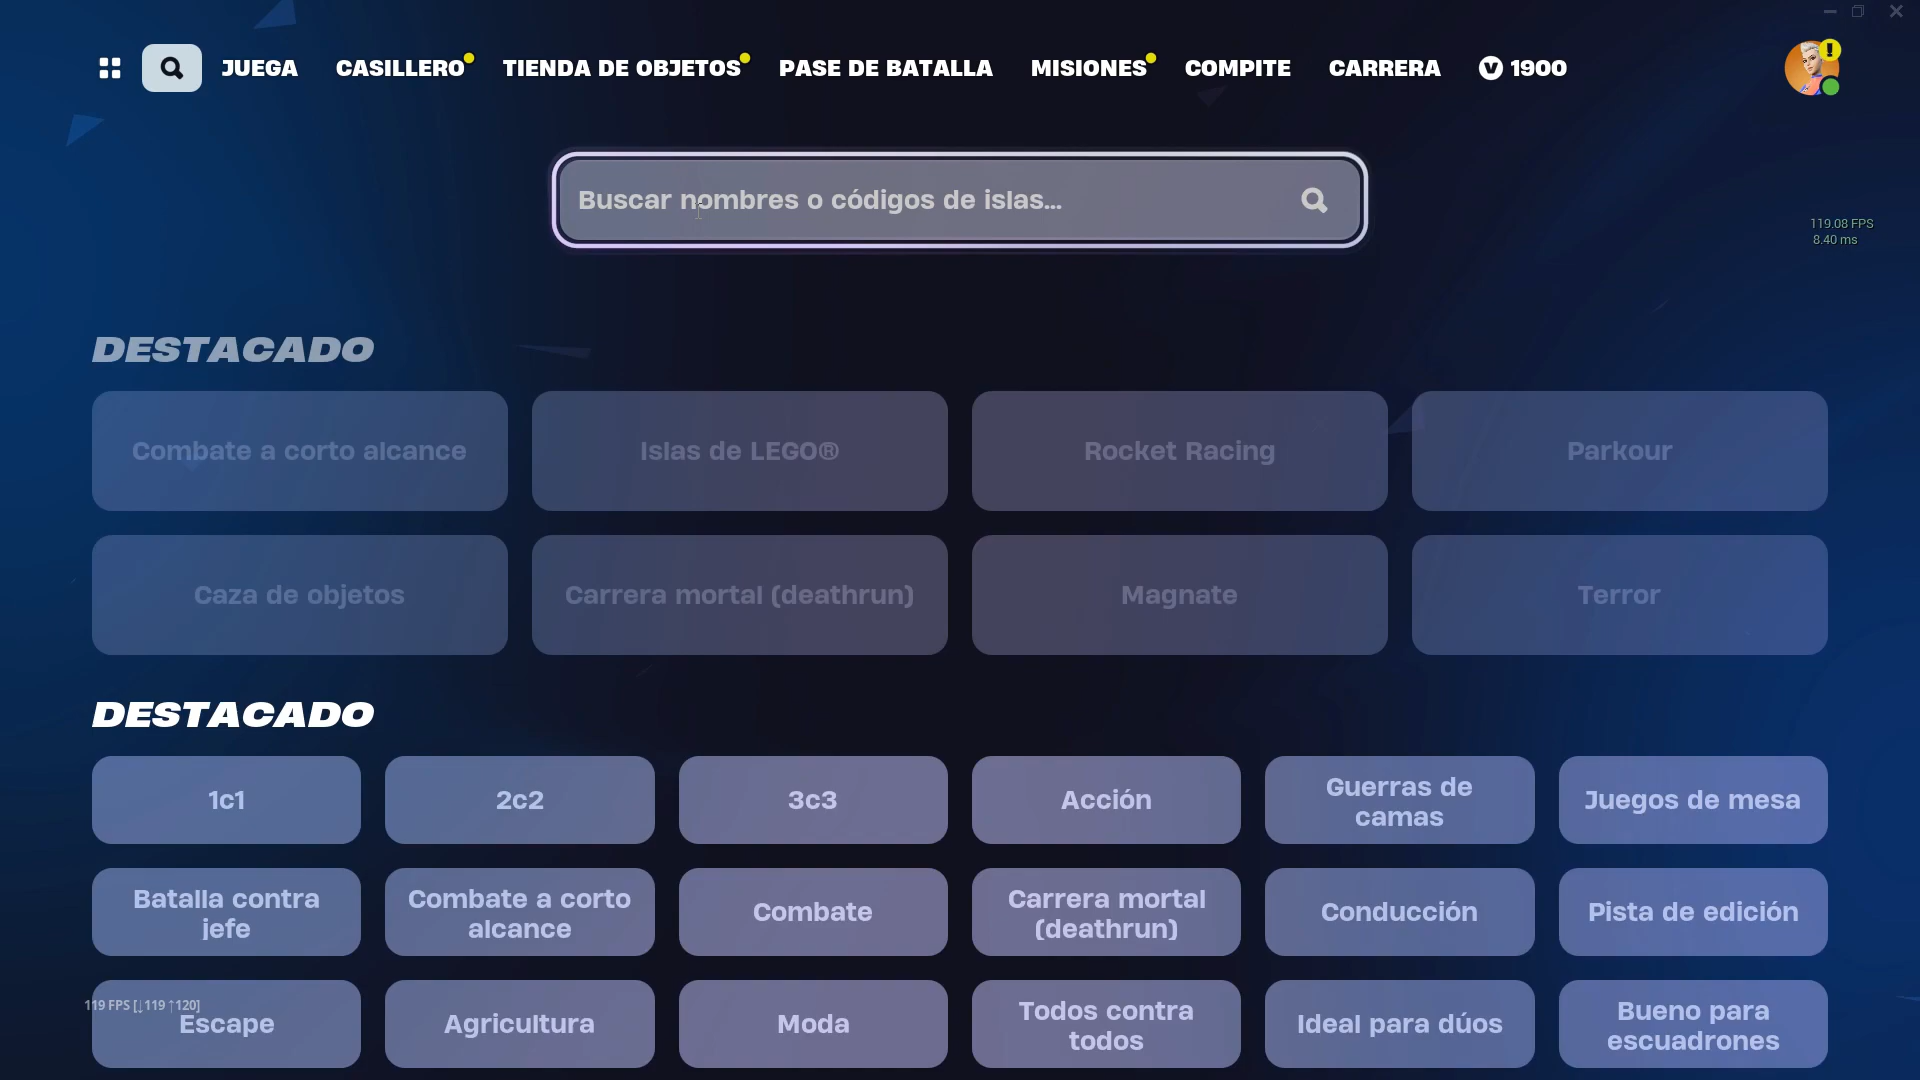 JUEGA CASILLERO TIENDA DE OBJETOS PASE DE BATALLA MISIONES COMPITE CARRERA V 1900
Buscar nombres o códigos de islas...
119.08 FPS
8.40 ms
DESTACADO
Combate a corto alcance
Islas de LEGO®
Rocket Racing
Parkour
Caza de objetos
Carrera mortal (deathrun)
Magnate
Terror
DESTACADO
1c1
2c2
3c3
Acción
Guerras de
camas
Juegos de mesa
Batalla contra
jefe
Combate a corto
alcance
Combate
Carrera mortal
(deathrun)
Conducción
Pista de edición
119 FPS [↓119 ↑120]
Escape
Agricultura
Moda
Todos contra
todos
Ideal para dúos
Bueno para
escuadrones